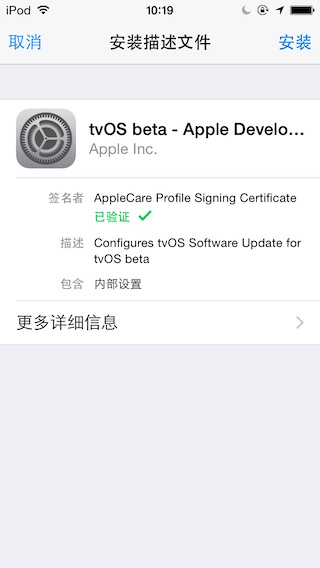 iPod 10:19
取消 安装描述文件 安装
tvOS beta - Apple Develo...
Apple Inc.
签名者 AppleCare Profile Signing Certificate
已验证
描述 Configures tvOS Software Update for
tvOS beta
包含 内部设置
更多详细信息